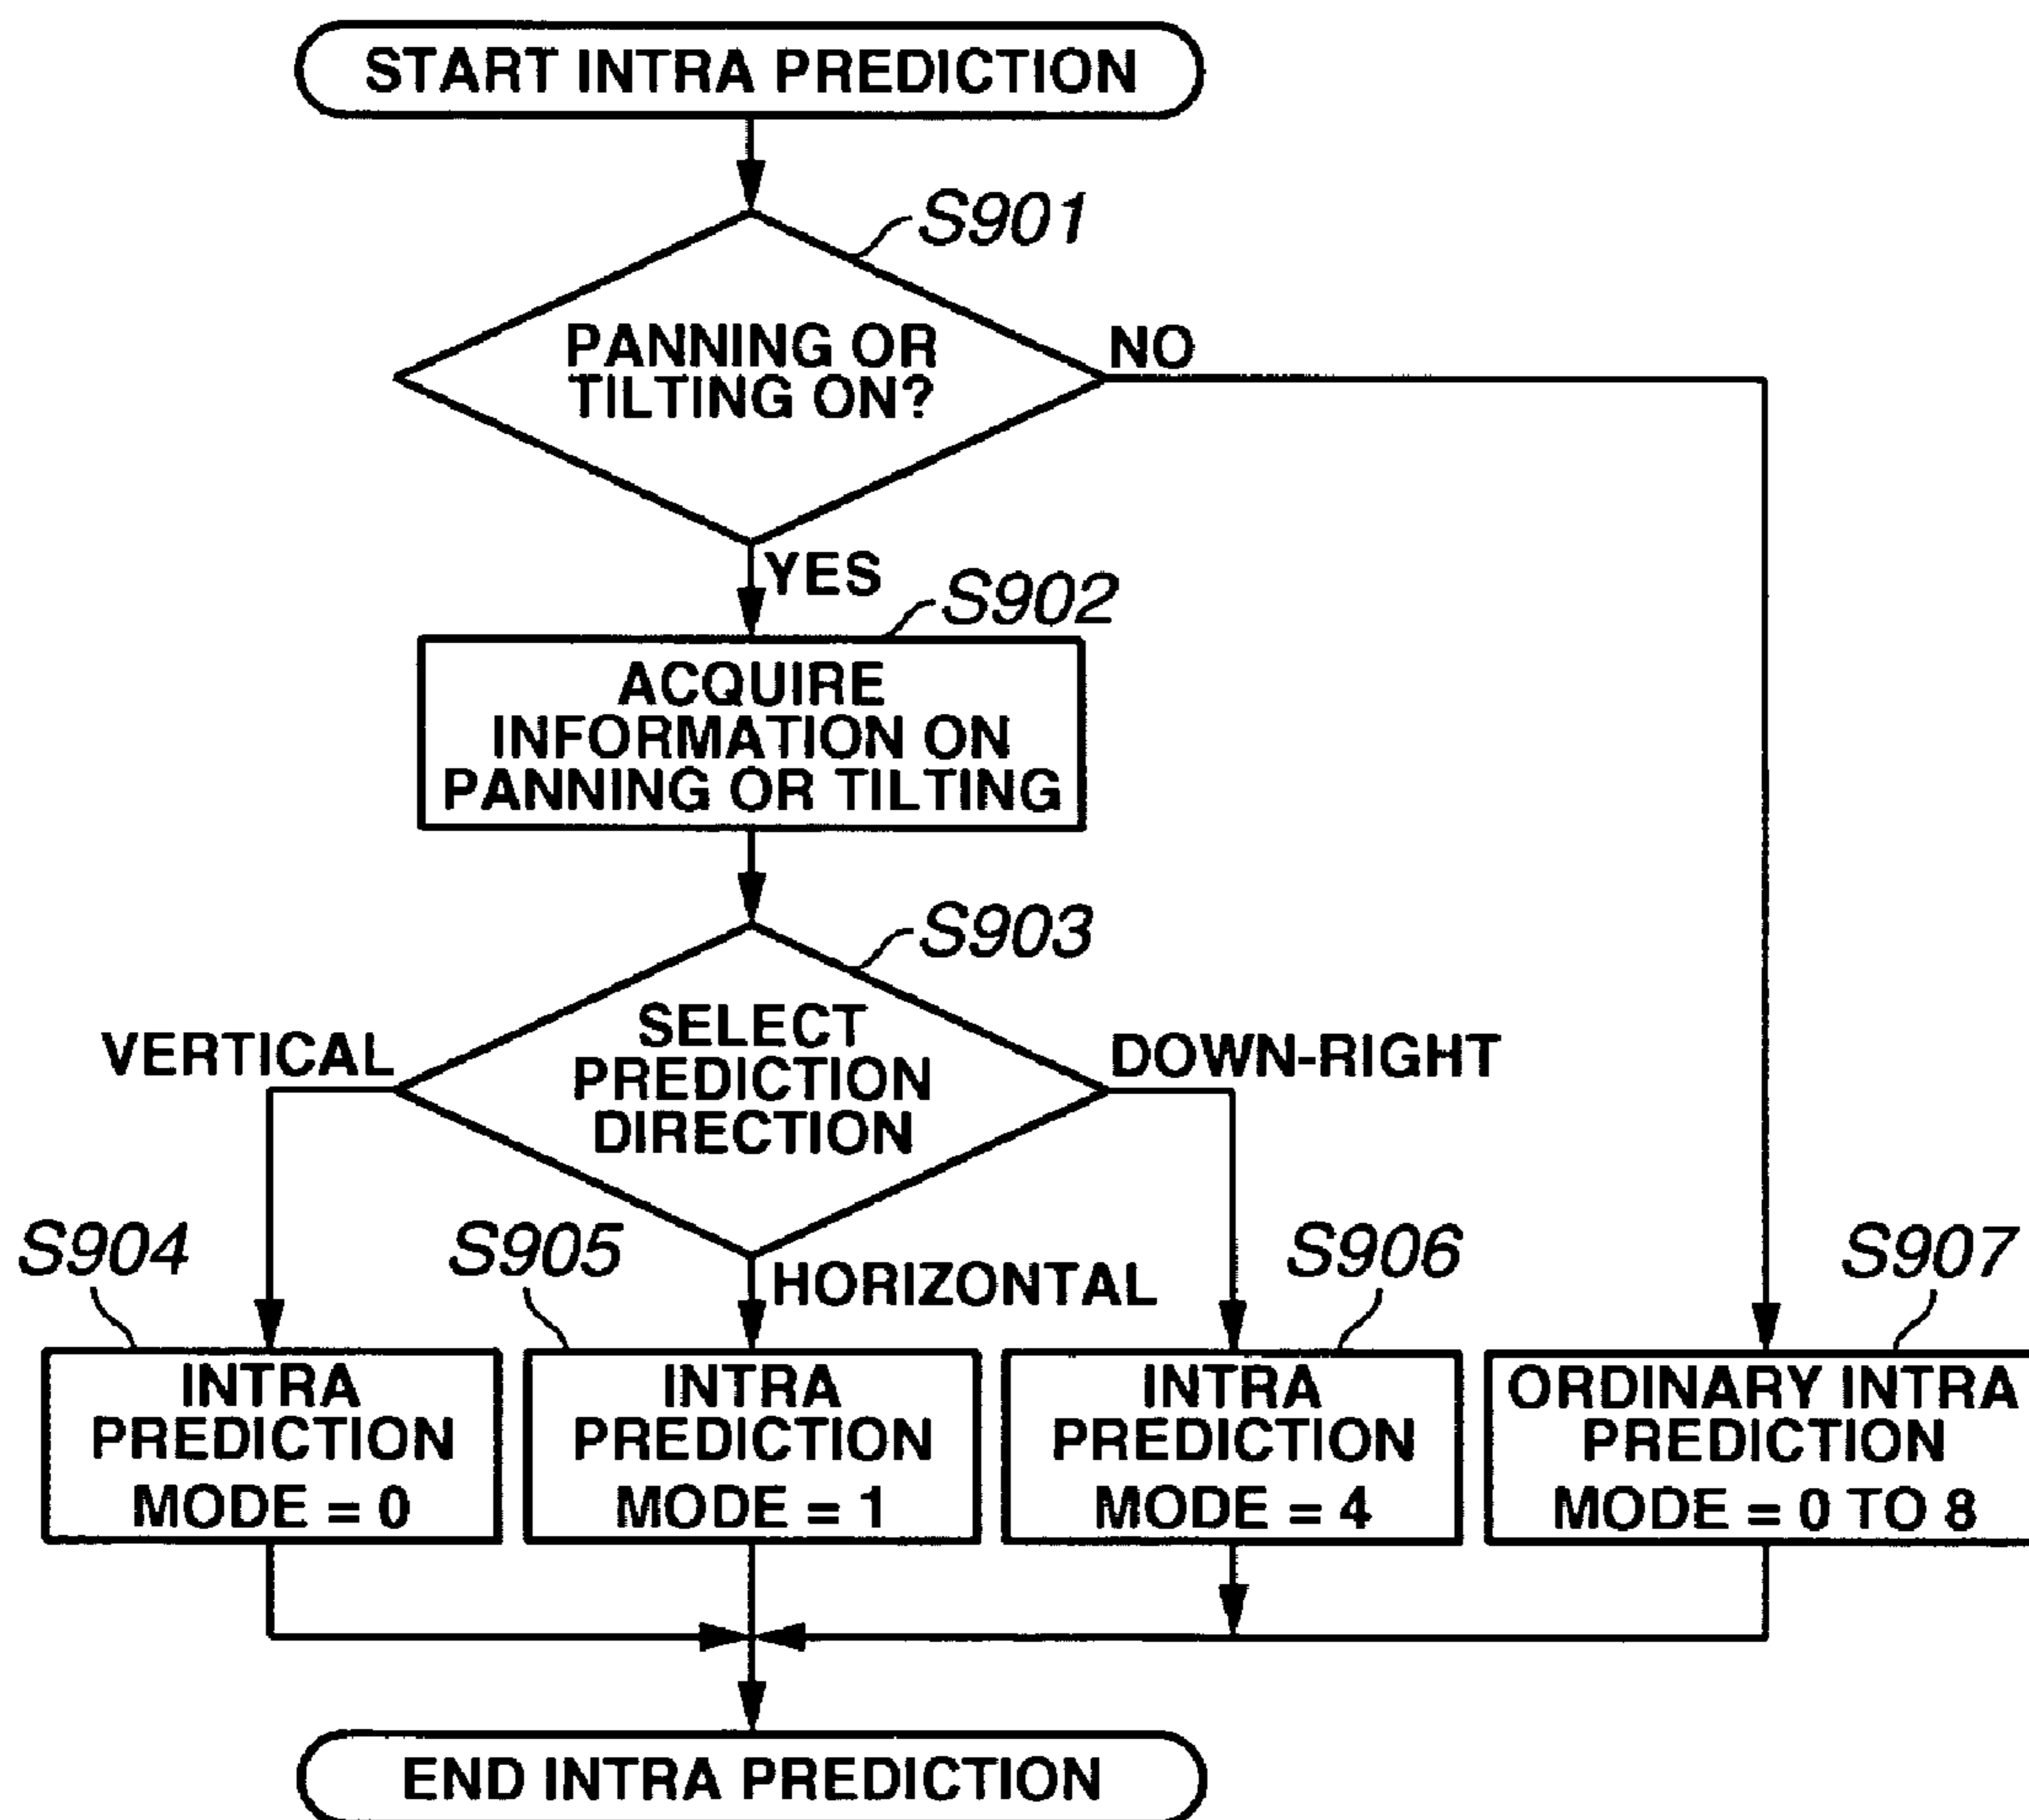 START INTRA PREDICTION
S901
PANNING OR
TILTING ON?
NO
YES
S902
ACQUIRE
INFORMATION ON
PANNING OR TILTING
S903
SELECT
PREDICTION
DIRECTION
VERTICAL
DOWN-RIGHT
HORIZONTAL
S904
INTRA
PREDICTION
MODE = 0
S905
INTRA
PREDICTION
MODE = 1
S906
INTRA
PREDICTION
MODE = 4
S907
ORDINARY INTRA
PREDICTION
MODE = 0 TO 8
END INTRA PREDICTION